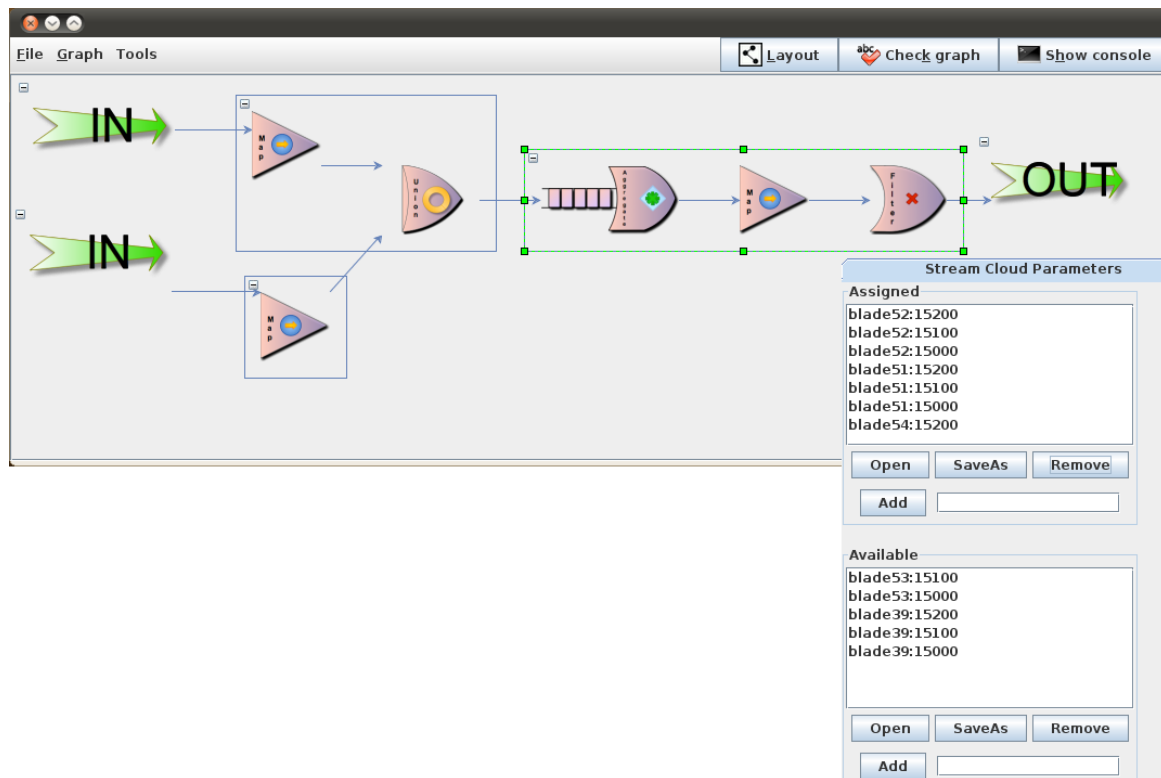 File Graph Tools
Layout
abc
Check graph
Show console
IN
Map
Union
IN
Map
Aggregate
Map
Filter
OUT
Stream Cloud Parameters
Assigned
blade52:15200
blade52:15100
blade52:15000
blade51:15200
blade51:15100
blade51:15000
blade54:15200
Open SaveAs Remove
Add
Available
blade53:15100
blade53:15000
blade39:15200
blade39:15100
blade39:15000
Open SaveAs Remove
Add